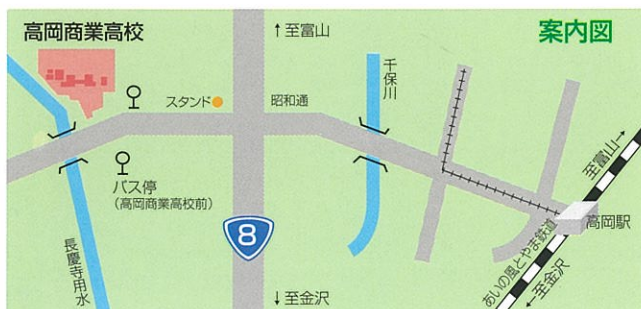 高岡商業高校
↑至富山
案内図
千保川
スタンド
昭和通
至富山→
バス停
(高岡商業高校前)
8
高岡駅
あいの風とやま鉄道
長慶寺用水
↓至金沢
←至金沢